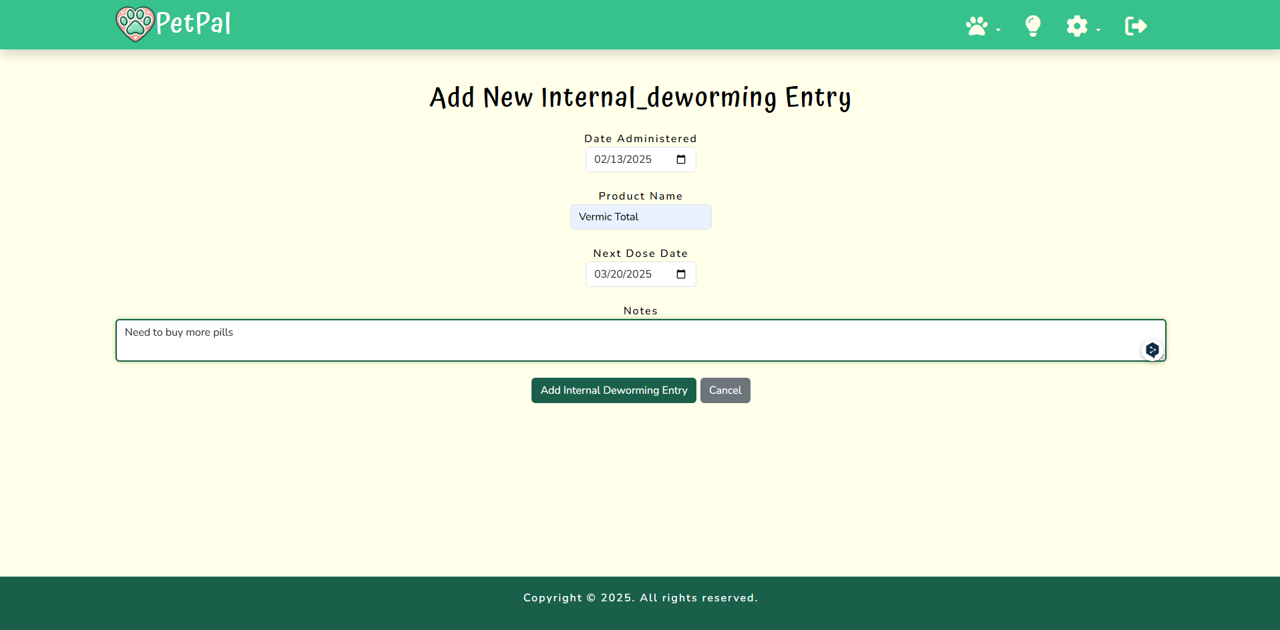 PetPal
Add New Internal_deworming Entry
Date Administered
02/13/2025
Product Name
Vermic Total
Next Dose Date
03/20/2025
Notes
Need to buy more pills
Add Internal Deworming Entry Cancel
Copyright © 2025. All rights reserved.